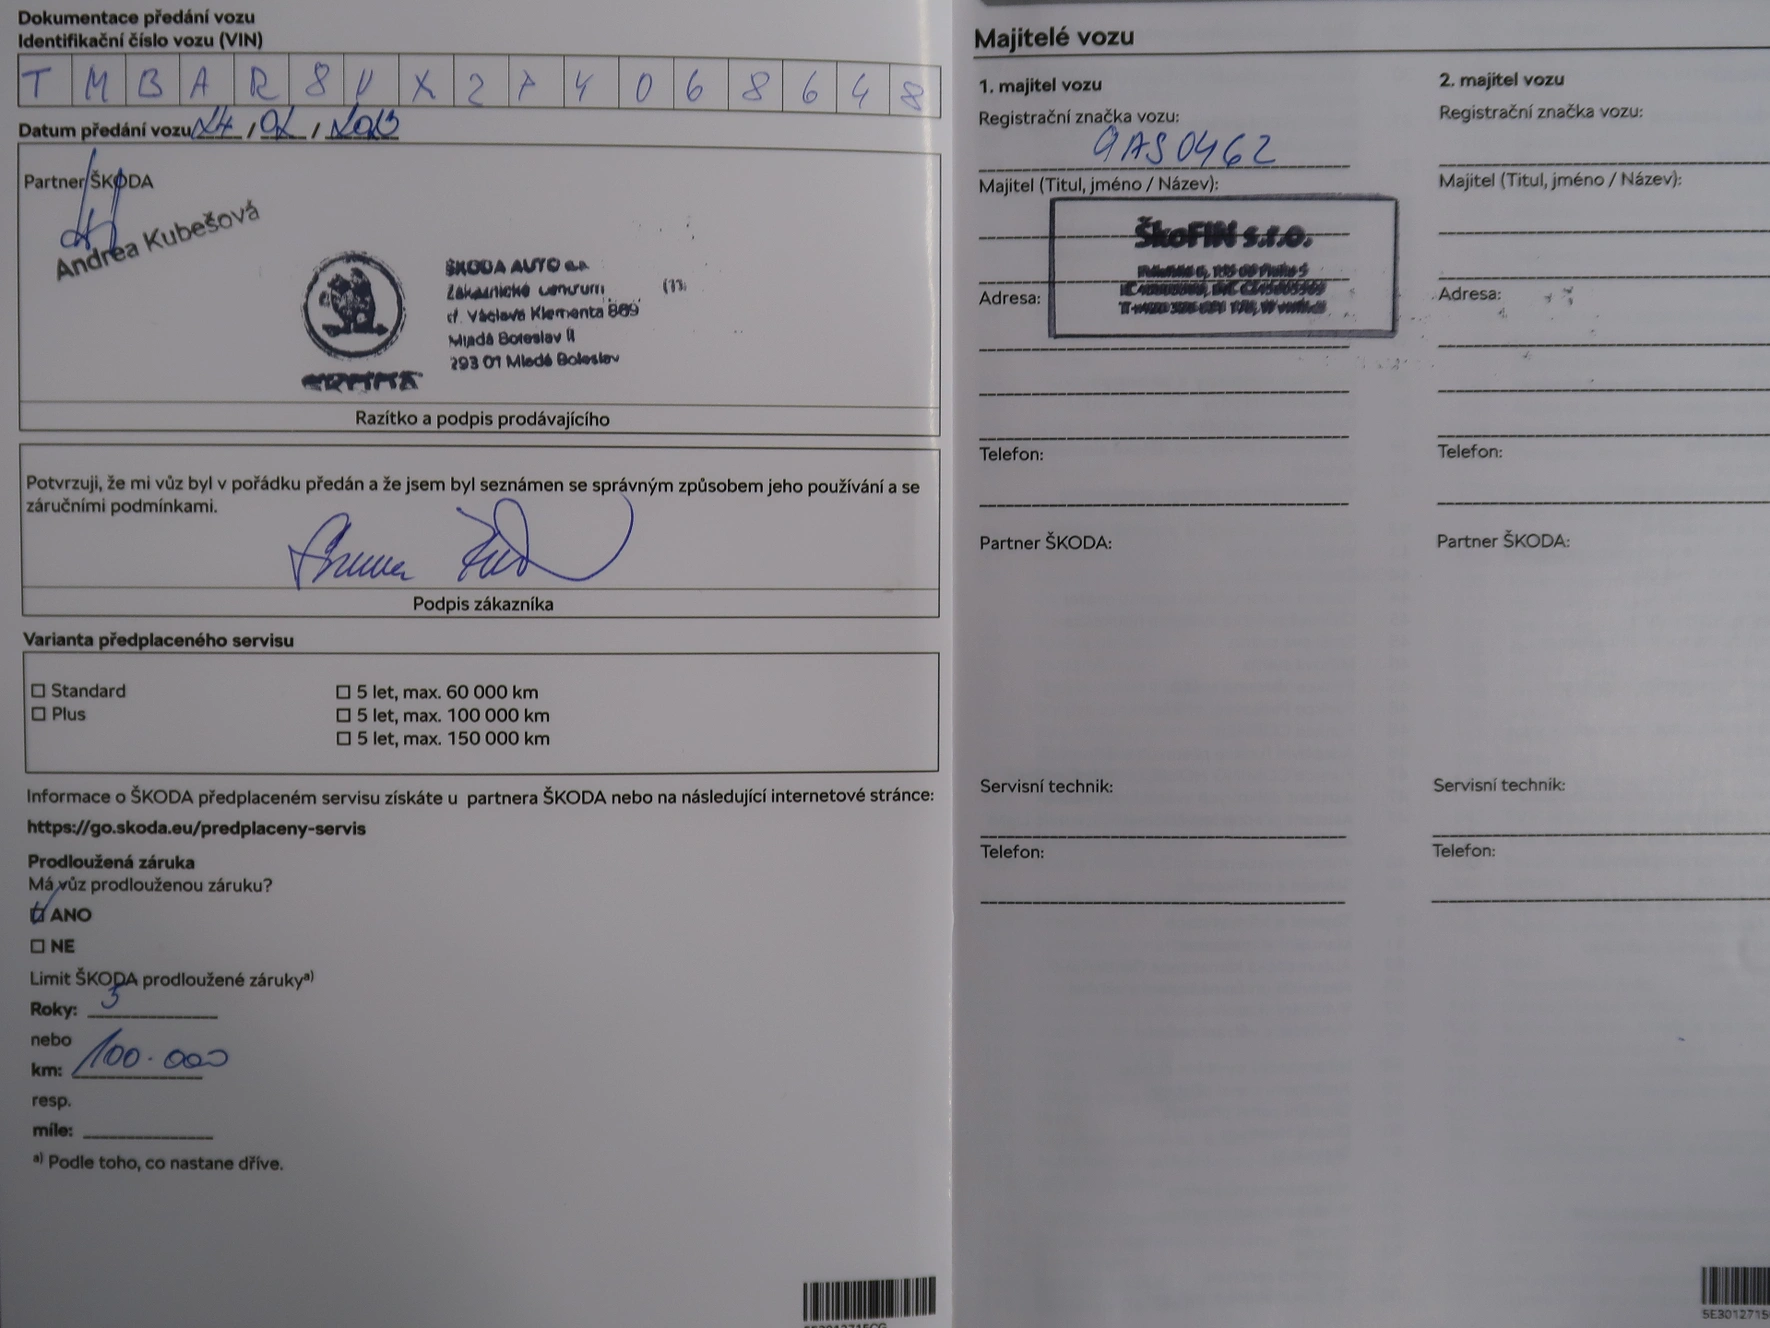 Dokumentace předání vozu
Identifikační číslo vozu (VIN)
T M B A R 8 X 2 4 0 6 8 6 4 8
Datum předání vozu / /
Partner ŠKODA
Andrea Kubešová
ŠKODA AUTO a.s.
Zákaznické centrum
tř. Václava Klementa 869
Mladá Boleslav II
293 01 Mladá Boleslav
Razítko a podpis prodávajícího
Potvrzuji, že mi vůz byl v pořádku předán a že jsem byl seznámen se správným způsobem jeho používání a se
záručními podmínkami.
Podpis zákazníka
Varianta předplaceného servisu
☐ Standard
☐ Plus
☐ 5 let, max. 60 000 km
☐ 5 let, max. 100 000 km
☐ 5 let, max. 150 000 km
Informace o ŠKODA předplaceném servisu získáte u partnera ŠKODA nebo na následující internetové stránce:
https://go.skoda.eu/predplaceny-servis
Prodloužená záruka
Má vůz prodlouženou záruku?
☑ ANO
☐ NE
Limit ŠKODA prodloužené záruky a)
Roky:
nebo
km: 100.000
resp.
míle:
a) Podle toho, co nastane dříve.
Majitelé vozu
1. majitel vozu
Registrační značka vozu:
9AS 0462
Majitel (Titul, jméno / Název):
ŠkoFIN s.r.o.
Adresa:
Telefon:
Partner ŠKODA:
Servisní technik:
Telefon:
2. majitel vozu
Registrační značka vozu:
Majitel (Titul, jméno / Název):
Adresa:
Telefon:
Partner ŠKODA:
Servisní technik:
Telefon:
5E3012715